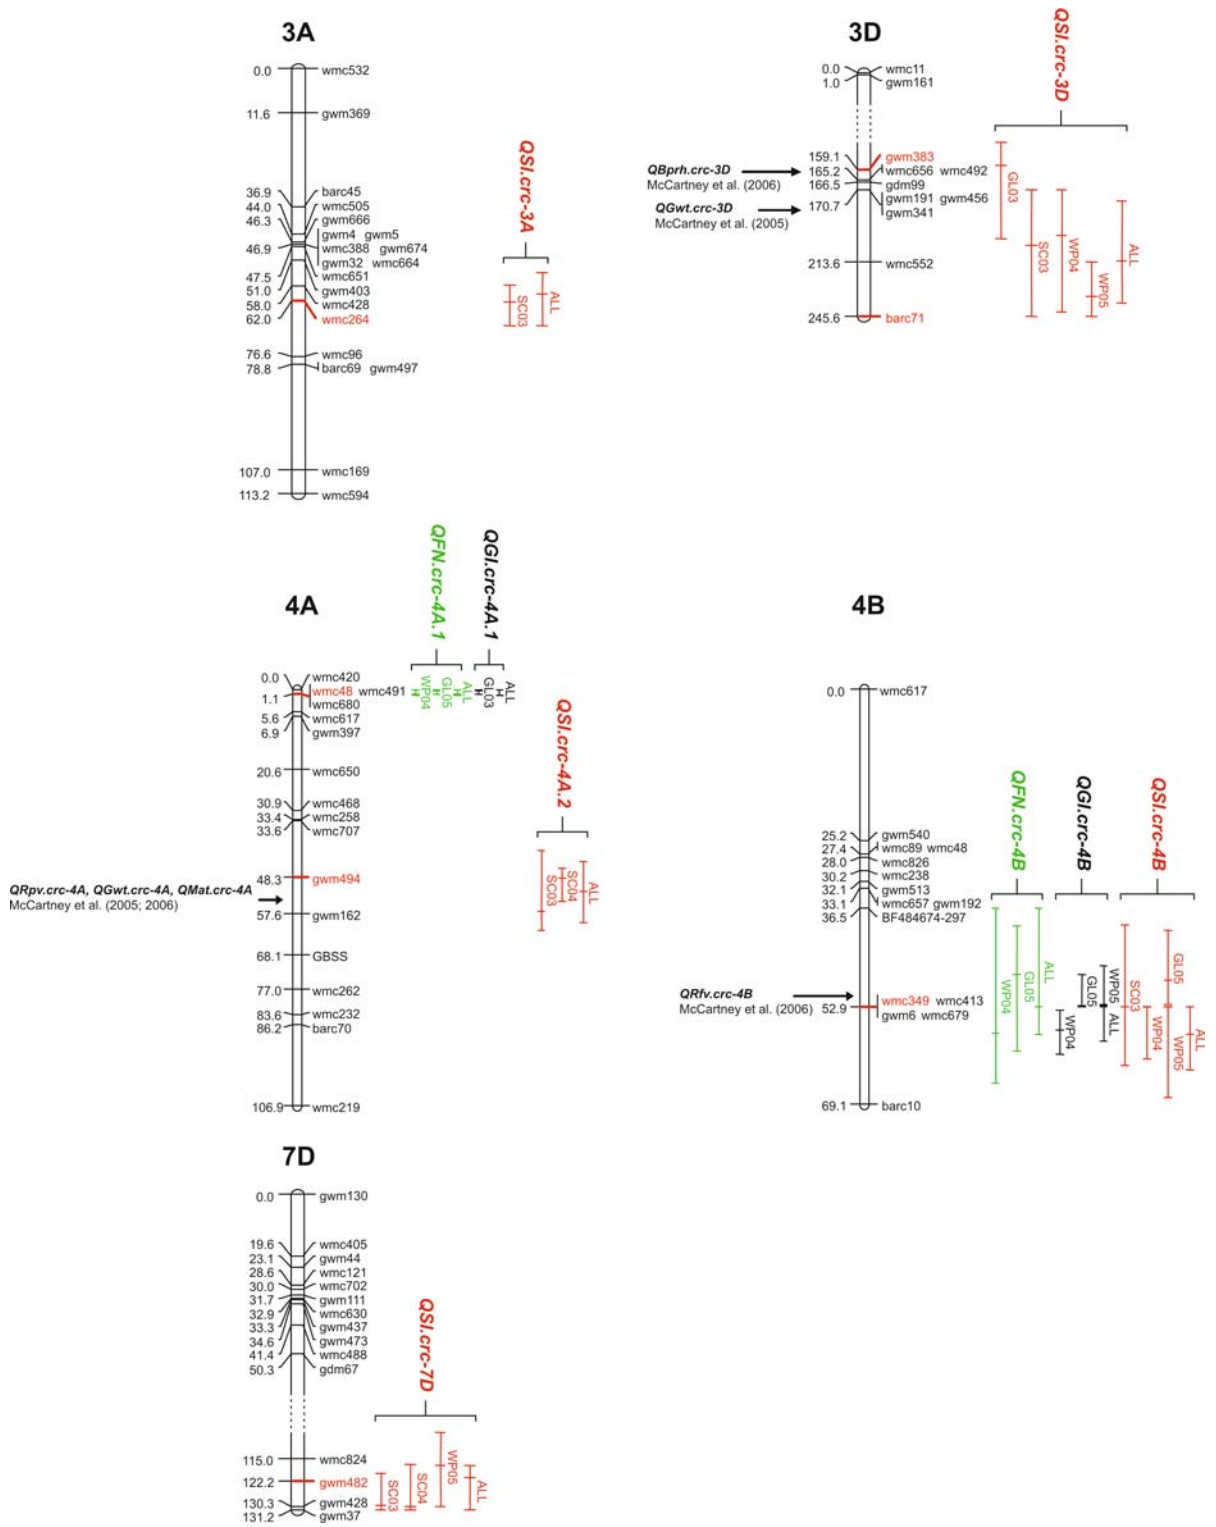 3A
0.0 wmc532
11.6 gwm369
36.9 barc45
44.0 wmc505
46.3 gwm666
gwm4 gwm5
46.9 wmc388 gwm674
gwm32 wmc664
47.5 wmc651
51.0 gwm403
58.0 wmc428
62.0 wmc264
76.6 wmc96
78.8 barc69 gwm497
107.0 wmc169
113.2 wmc594
QSI.crc-3A
SC03
ALL
3D
0.0 wmc11
1.0 gwm161
159.1 gwm383
165.2 wmc656 wmc492
166.5 gdm99
170.7 gwm191 gwm456
gwm341
213.6 wmc552
245.6 barc71
QBprh.crc-3D
McCartney et al. (2006)
QGwt.crc-3D
McCartney et al. (2005)
QSI.crc-3D
GL03
SC03
WP04
WP05
ALL
4A
0.0 wmc420
wmc48 wmc491
1.1 wmc680
5.6 wmc617
6.9 gwm397
20.6 wmc650
30.9 wmc468
33.4 wmc258
33.6 wmc707
48.3 gwm494
57.6 gwm162
68.1 GBSS
77.0 wmc262
83.6 wmc232
86.2 barc70
106.9 wmc219
QRpv.crc-4A, QGwt.crc-4A, QMat.crc-4A
McCartney et al. (2005; 2006)
QFN.crc-4A.1
WP04
GL05
ALL
QGI.crc-4A.1
GL03
ALL
QSI.crc-4A.2
SC03
SC04
ALL
4B
0.0 wmc617
25.2 gwm540
27.4 wmc89 wmc48
28.0 wmc826
30.2 wmc238
32.1 gwm513
33.1 wmc657 gwm192
36.5 BF484674-297
wmc349 wmc413
52.9 gwm6 wmc679
69.1 barc10
QRfv.crc-4B
McCartney et al. (2006)
QFN.crc-4B
WP04
GL05
ALL
QGI.crc-4B
WP04
GL05
WP05
ALL
QSI.crc-4B
SC03
WP04
GL05
WP05
ALL
7D
0.0 gwm130
19.6 wmc405
23.1 gwm44
28.6 wmc121
30.0 wmc702
31.7 gwm111
32.9 wmc630
33.3 gwm437
34.6 gwm473
41.4 wmc488
50.3 gdm67
115.0 wmc824
122.2 gwm482
130.3 gwm428
131.2 gwm37
QSI.crc-7D
SC03
SC04
WP05
ALL